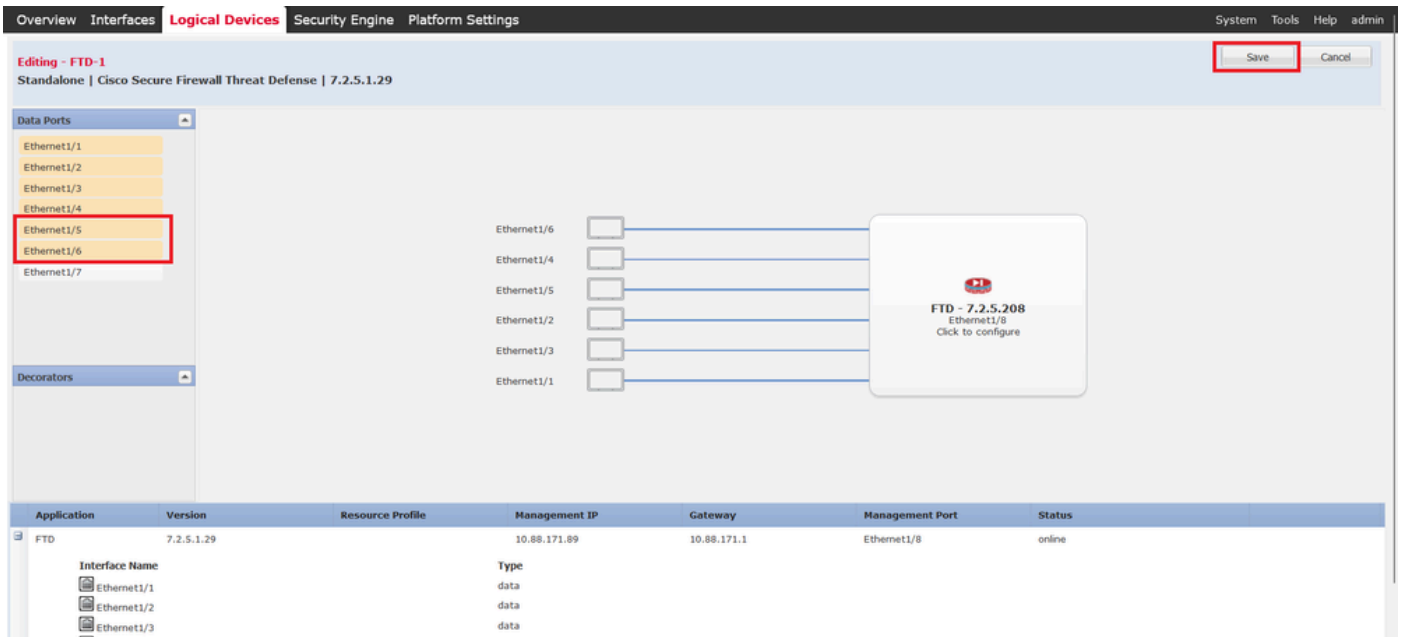 Overview Interfaces Logical Devices Security Engine Platform Settings System Tools Help admin
Editing - FTD-1
Save Cancel
Standalone | Cisco Secure Firewall Threat Defense | 7.2.5.1.29
Data Ports
Ethernet1/1
Ethernet1/2
Ethernet1/3
Ethernet1/4
Ethernet1/5
Ethernet1/6
Ethernet1/7
Ethernet1/6
Ethernet1/4
Ethernet1/5
Ethernet1/2
Ethernet1/3
Ethernet1/1
FTD - 7.2.5.208
Ethernet1/8
Click to configure
Decorators
Application Version Resource Profile Management IP Gateway Management Port Status
FTD 7.2.5.1.29 10.88.171.89 10.88.171.1 Ethernet1/8 online
Interface Name Type
Ethernet1/1 data
Ethernet1/2 data
Ethernet1/3 data